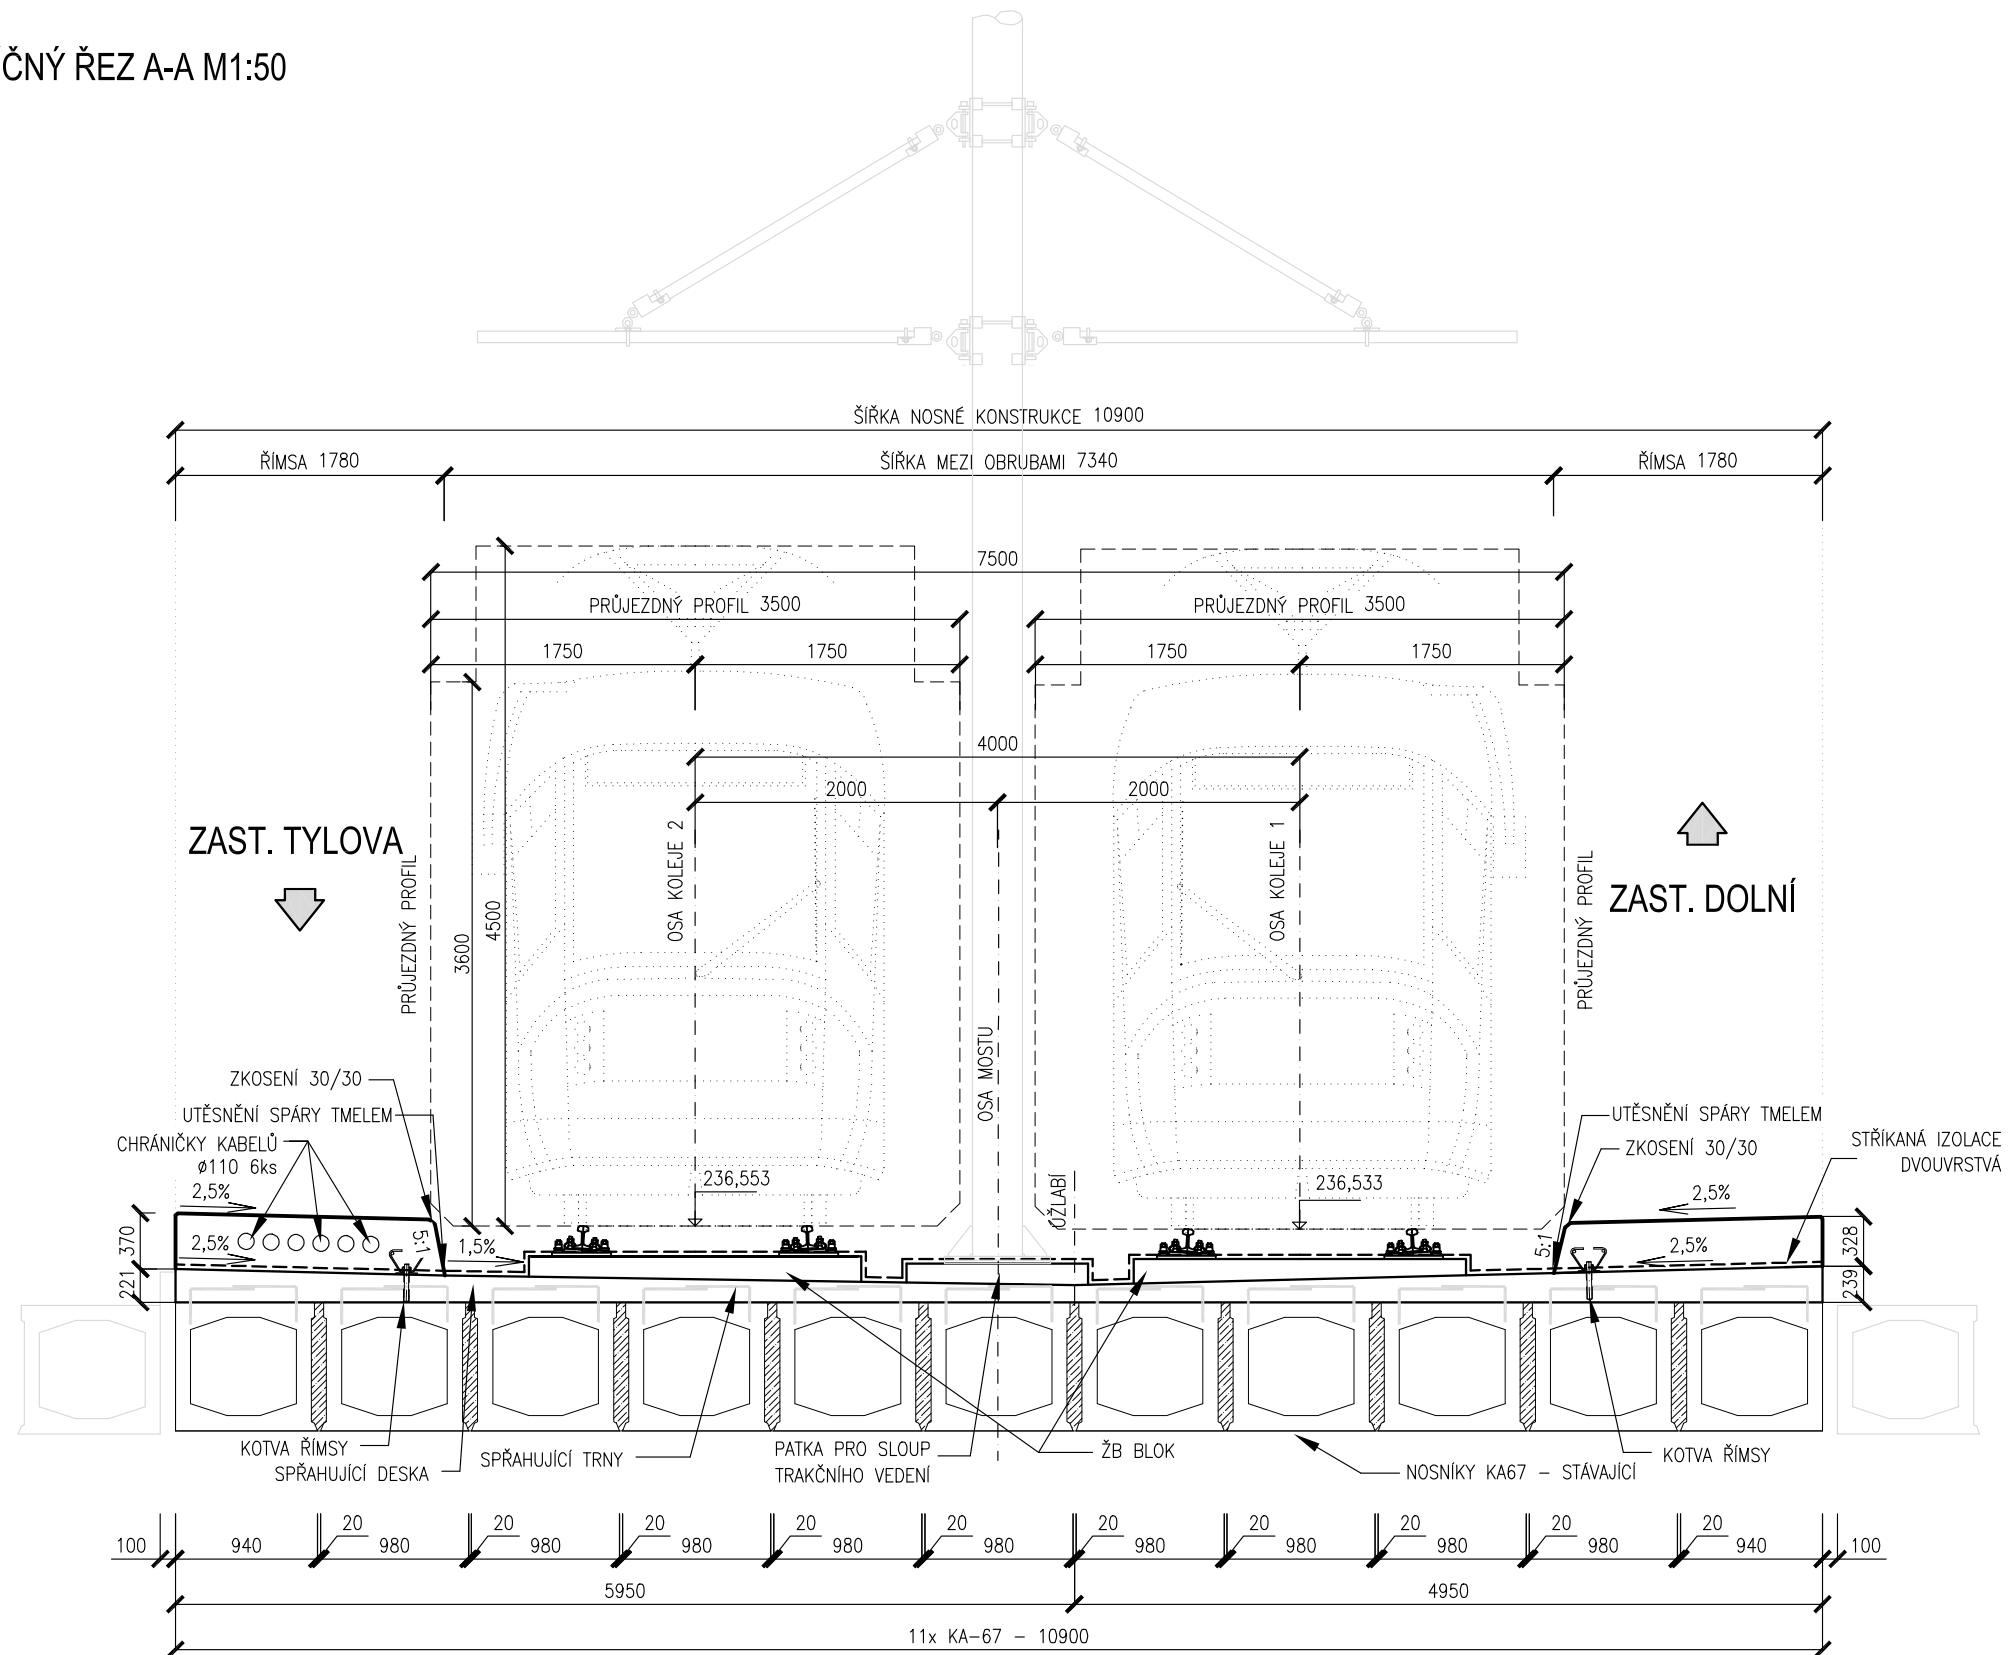 ČNÝ ŘEZ A-A M1:50
ŠÍŘKA NOSNÉ KONSTRUKCE 10900
ŘÍMSA 1780
ŠÍŘKA MEZI OBRUBAMI 7340
ŘÍMSA 1780
7500
PRŮJEZDNÝ PROFIL 3500
PRŮJEZDNÝ PROFIL 3500
1750
1750
1750
1750
4000
2000
2000
ZAST. TYLOVA
ZAST. DOLNÍ
PRŮJEZDNÝ PROFIL
3600
4500
OSA KOLEJE 2
OSA MOSTU
OSA KOLEJE 1
PRŮJEZDNÝ PROFIL
ZKOSENÍ 30/30
UTĚSNĚNÍ SPÁRY TMELEM
CHRÁNIČKY KABELŮ
ø110 6ks
UTĚSNĚNÍ SPÁRY TMELEM
ZKOSENÍ 30/30
STŘÍKANÁ IZOLACE
DVOUVRSTVÁ
236,553
ÚŽLABÍ
236,533
2,5%
2,5%
370
221
2,5%
5:1
1,5%
5:1
2,5%
328
239
KOTVA ŘÍMSY
SPŘAHUJÍCÍ DESKA
SPŘAHUJÍCÍ TRNY
PATKA PRO SLOUP
TRAKČNÍHO VEDENÍ
ŽB BLOK
NOSNÍKY KA67 – STÁVAJÍCÍ
KOTVA ŘÍMSY
20 20 20 20 20 20 20 20 20 20
100 940 980 980 980 980 980 980 980 980 980 940 100
5950
4950
11x KA-67 – 10900